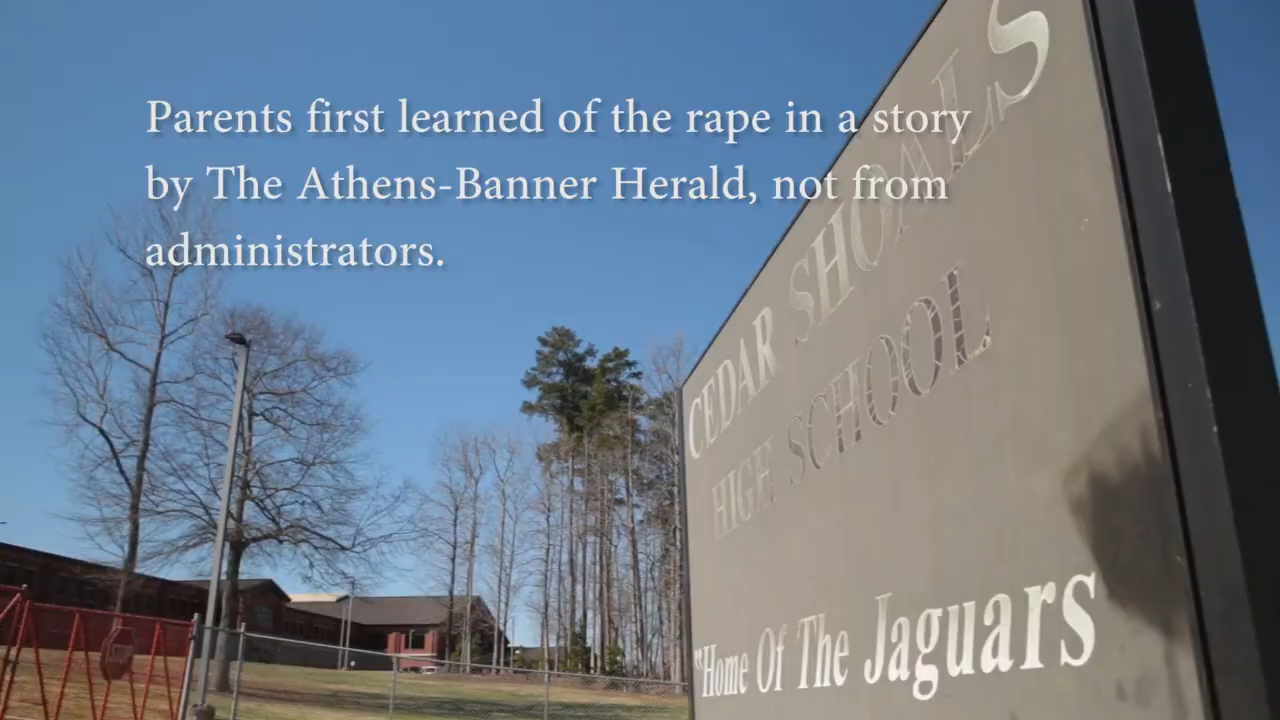 Parents first learned of the rape in a story
by The Athens-Banner Herald, not from
administrators.
CEDAR SHOALS
HIGH SCHOOL
"Home Of The Jaguars